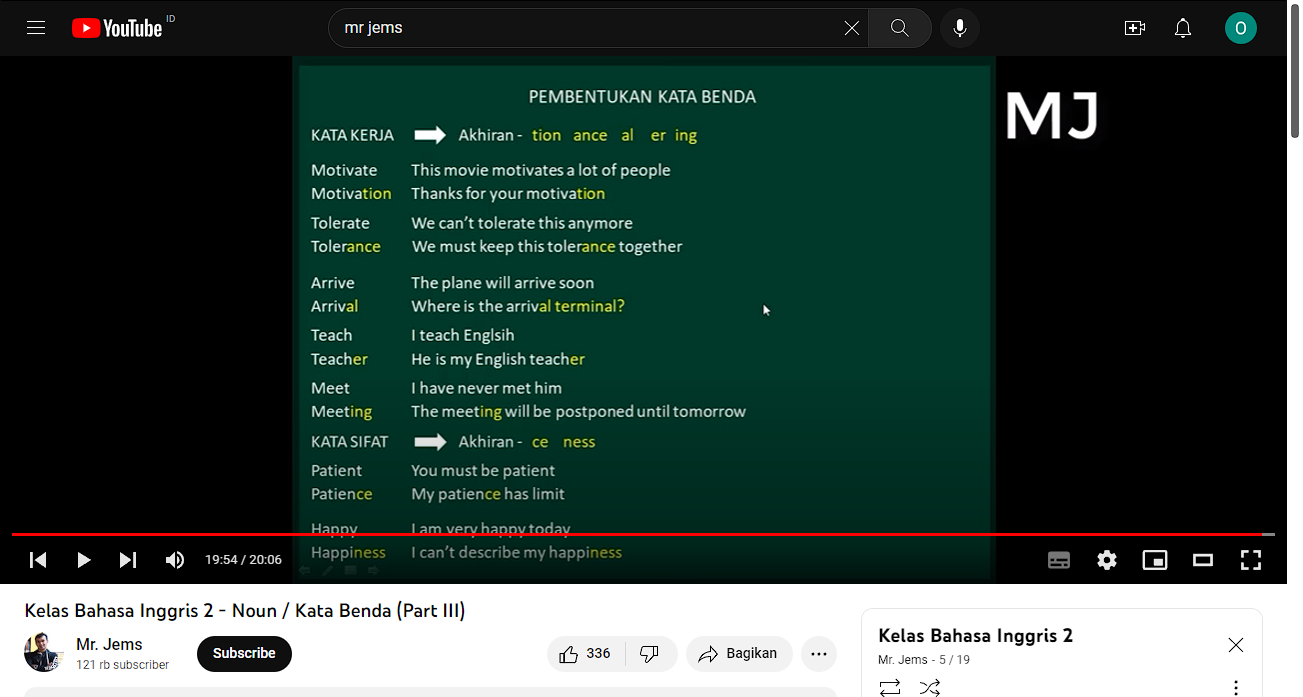 YouTube ID
mr jems
O
PEMBENTUKAN KATA BENDA
MJ
KATA KERJA Akhiran - tion ance al er ing
Motivate This movie motivates a lot of people
Motivation Thanks for your motivation
Tolerate We can't tolerate this anymore
Tolerance We must keep this tolerance together
Arrive The plane will arrive soon
Arrival Where is the arrival terminal?
Teach I teach Englsih
Teacher He is my English teacher
Meet I have never met him
Meeting The meeting will be postponed until tomorrow
KATA SIFAT Akhiran - ce ness
Patient You must be patient
Patience My patience has limit
Happy I am very happy today
Happiness I can't describe my happiness
19:54 / 20:06
Kelas Bahasa Inggris 2 - Noun / Kata Benda (Part III)
Mr. Jems
121 rb subscriber
Subscribe
336
Bagikan
Kelas Bahasa Inggris 2
Mr. Jems - 5 / 19